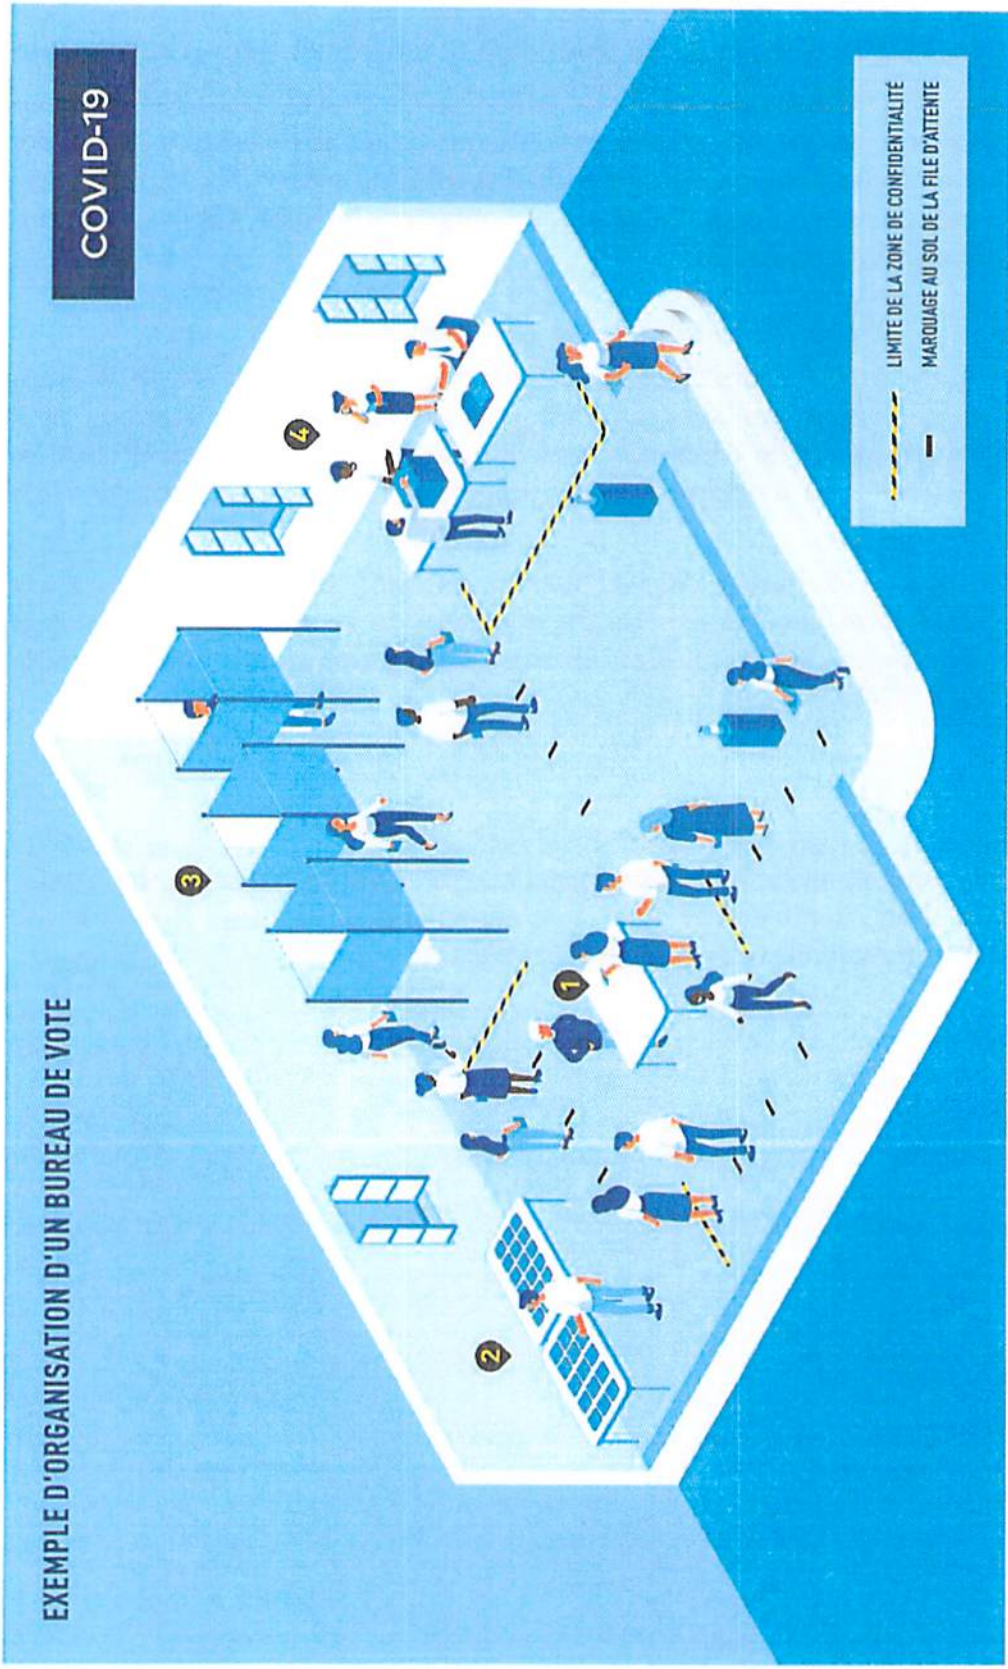 EXEMPLE D'ORGANISATION D'UN BUREAU DE VOTE
COVID-19
3
4
2
1
LIMITE DE LA ZONE DE CONFIDENTIALITÉ
MARQUAGE AU SOL DE LA FILE D'ATTENTE